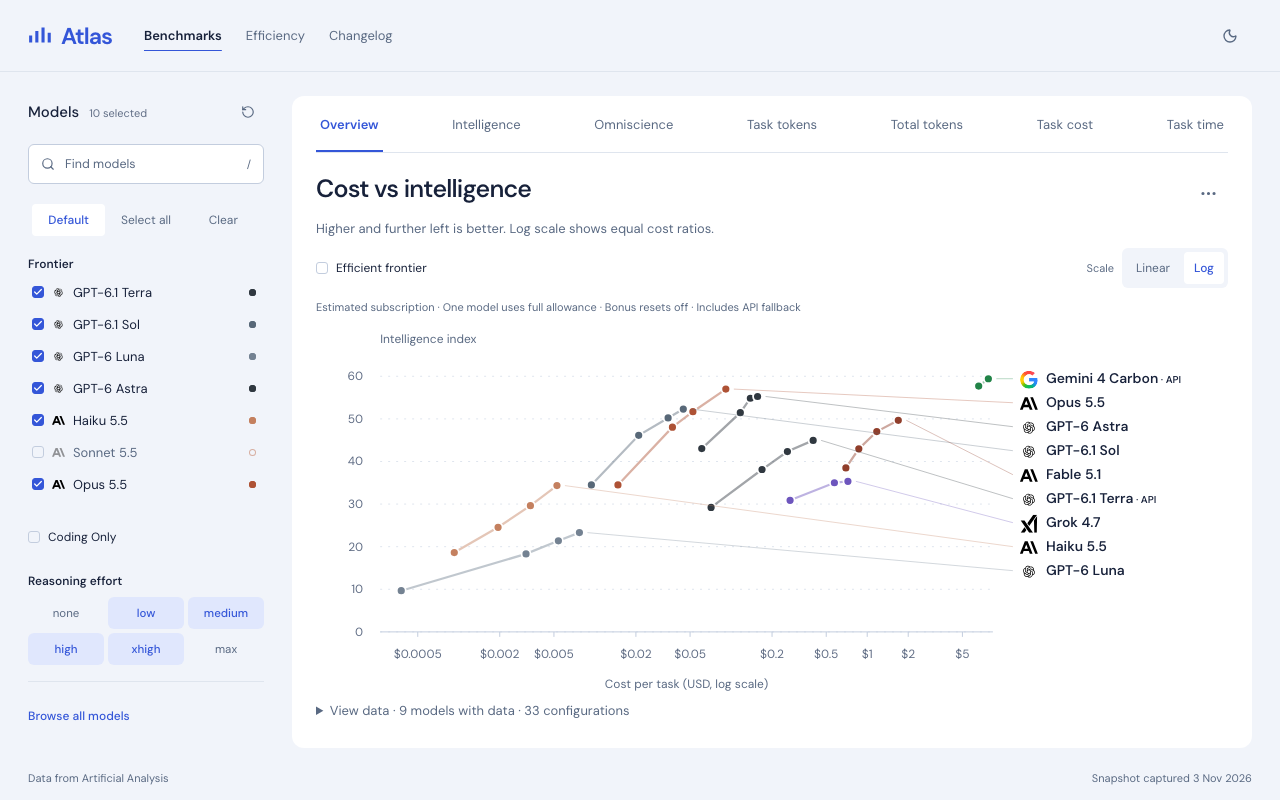 Atlas
Benchmarks
Efficiency
Changelog
Models 10 selected
Find models /
Default Select all Clear
Frontier
GPT-6.1 Terra
GPT-6.1 Sol
GPT-6 Luna
GPT-6 Astra
Haiku 5.5
Sonnet 5.5
Opus 5.5
Coding Only
Reasoning effort
none low medium
high xhigh max
Browse all models
Overview Intelligence Omniscience Task tokens Total tokens Task cost Task time
Cost vs intelligence
Higher and further left is better. Log scale shows equal cost ratios.
Efficient frontier
Scale Linear Log
Estimated subscription · One model uses full allowance · Bonus resets off · Includes API fallback
Intelligence index
60
50
40
30
20
10
0
Gemini 4 Carbon · API
Opus 5.5
GPT-6 Astra
GPT-6.1 Sol
Fable 5.1
GPT-6.1 Terra · API
Grok 4.7
Haiku 5.5
GPT-6 Luna
$0.0005 $0.002 $0.005 $0.02 $0.05 $0.2 $0.5 $1 $2 $5
Cost per task (USD, log scale)
View data · 9 models with data · 33 configurations
Data from Artificial Analysis
Snapshot captured 3 Nov 2026